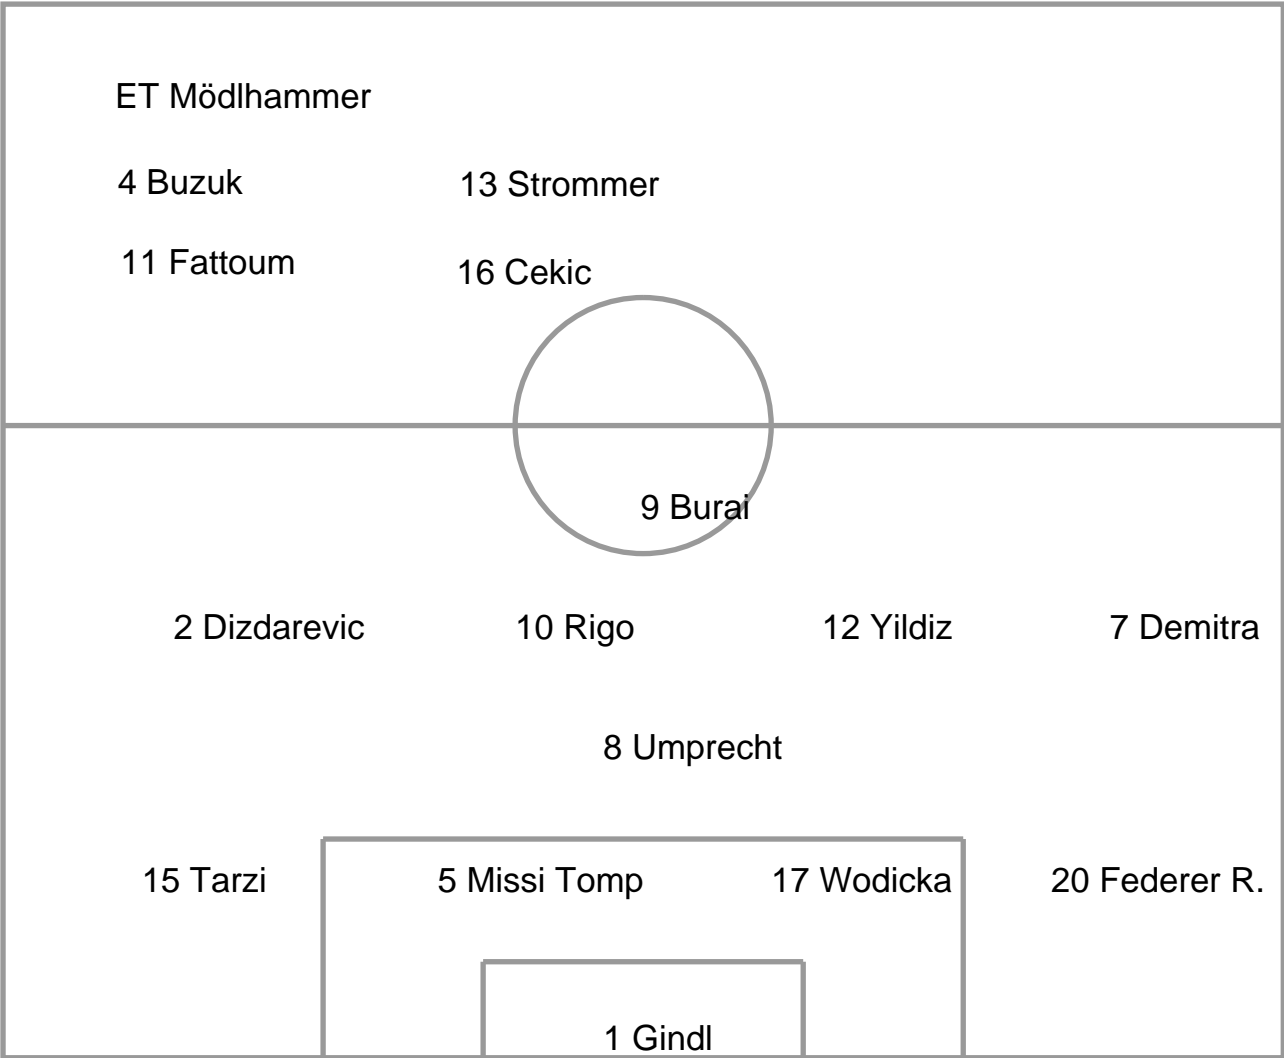 ET Mödlhammer
4 Buzuk
13 Strommer
11 Fattoum
16 Cekic
9 Burai
2 Dizdarevic
10 Rigo
12 Yildiz
7 Demitra
8 Umprecht
15 Tarzi
5 Missi Tomp
17 Wodicka
20 Federer R.
1 Gindl